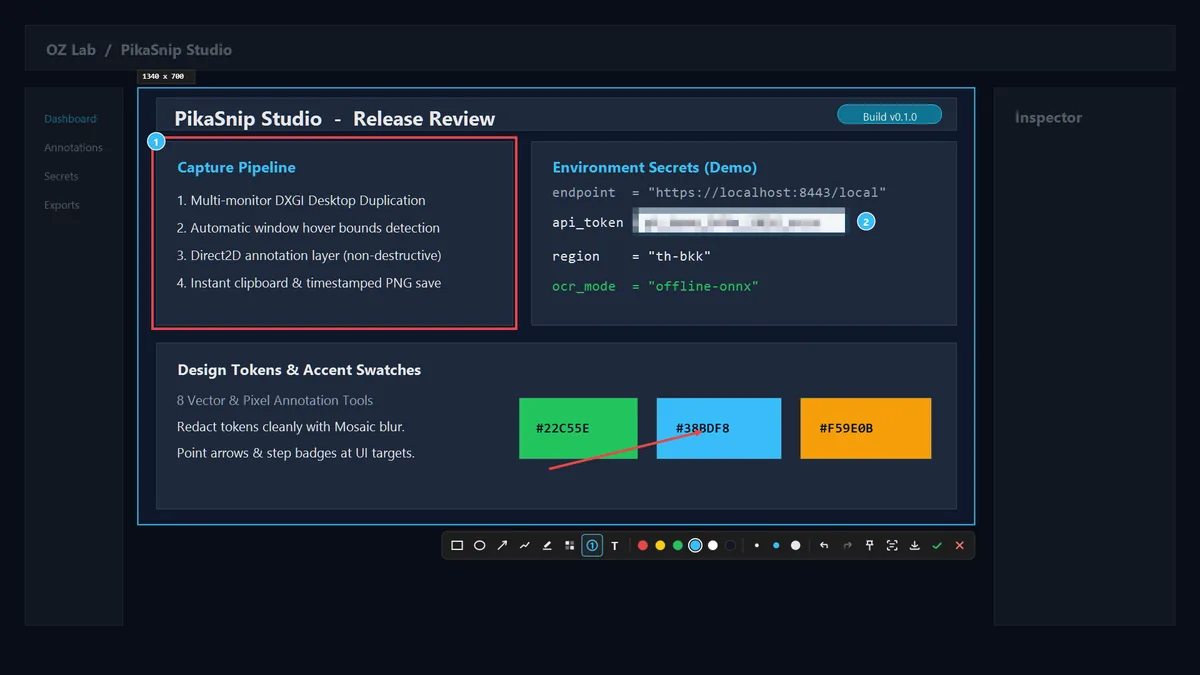 OZ Lab / PikaSnip Studio
1340 x 700
Dashboard
Annotations
Secrets
Exports
PikaSnip Studio - Release Review
Build v0.1.0
1
Capture Pipeline
1. Multi-monitor DXGI Desktop Duplication
2. Automatic window hover bounds detection
3. Direct2D annotation layer (non-destructive)
4. Instant clipboard & timestamped PNG save
Environment Secrets (Demo)
endpoint = "https://localhost:8443/local"
api_token
2
region = "th-bkk"
ocr_mode = "offline-onnx"
Design Tokens & Accent Swatches
8 Vector & Pixel Annotation Tools
Redact tokens cleanly with Mosaic blur.
Point arrows & step badges at UI targets.
#22C55E
#38BDF8
#F59E0B
Inspector
1 T